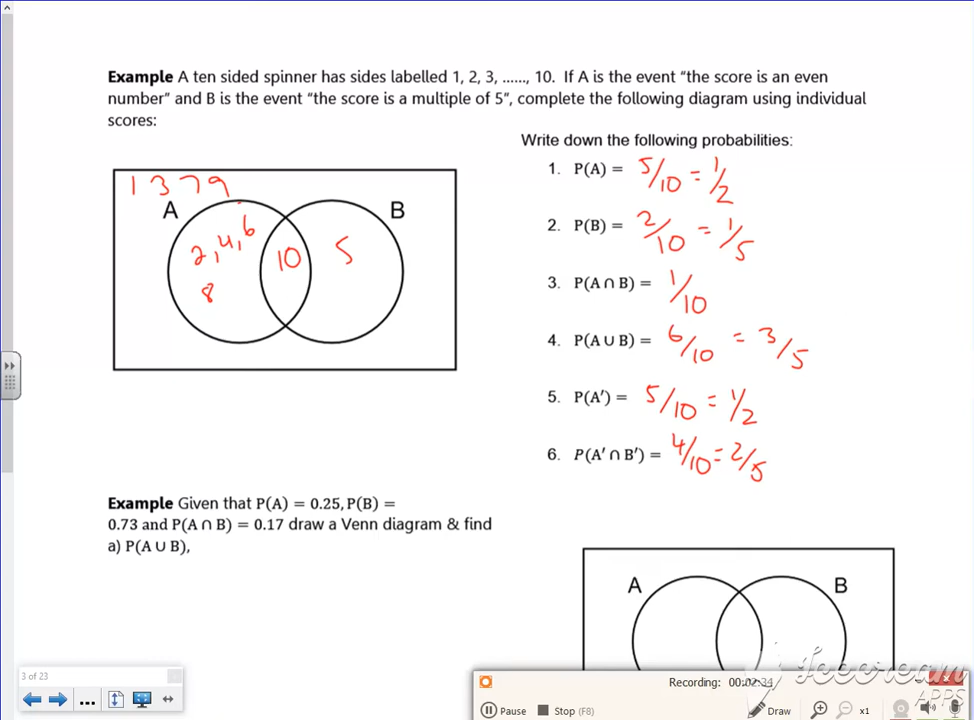 Example A ten sided spinner has sides labelled 1, 2, 3, ......, 10. If A is the event “the score is an even
number” and B is the event “the score is a multiple of 5”, complete the following diagram using individual
scores:
Write down the following probabilities:
1 3 7 9
A
B
2, 4, 6
8
10
5
1. P(A) = 5/10 = 1/2
2. P(B) = 2/10 = 1/5
3. P(A ∩ B) = 1/10
4. P(A ∪ B) = 6/10 = 3/5
5. P(A′) = 5/10 = 1/2
6. P(A′ ∩ B′) = 4/10 = 2/5
Example Given that P(A) = 0.25, P(B) =
0.73 and P(A ∩ B) = 0.17 draw a Venn diagram & find
a) P(A ∪ B),
A
B
3 of 23
Icecream
APPS
Recording: 00:02:34
Pause
Stop (F8)
Draw
x1